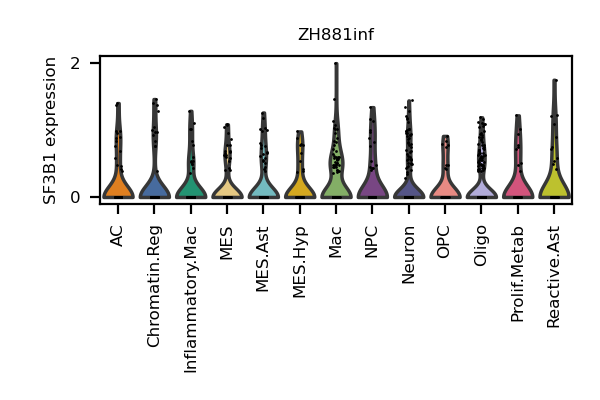 ZH881inf
SF3B1 expression
2
0
AC
Chromatin.Reg
Inflammatory.Mac
MES
MES.Ast
MES.Hyp
Mac
NPC
Neuron
OPC
Oligo
Prolif.Metab
Reactive.Ast